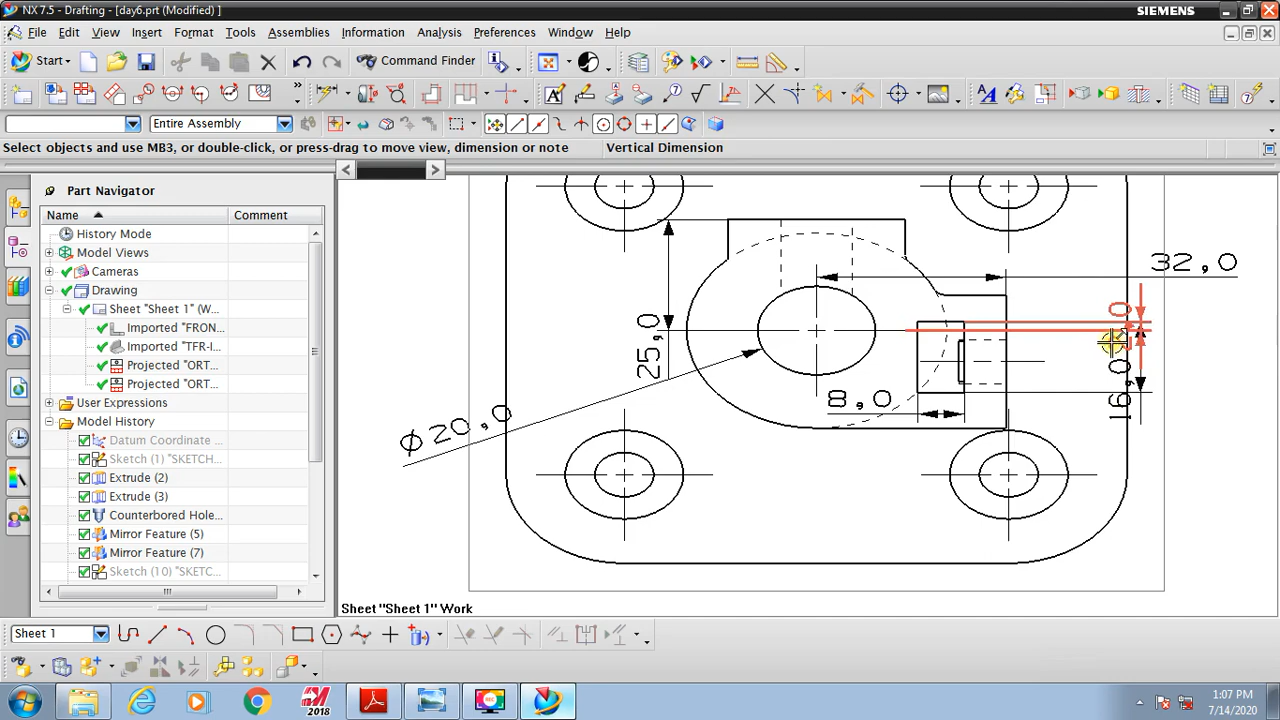 NX 7.5 - Drafting - [day6.prt (Modified) ]
SIEMENS
File Edit View Insert Format Tools Assemblies Information Analysis Preferences Window Help
Start Command Finder
Entire Assembly
Select objects and use MB3, or double-click, or press-drag to move view, dimension or note
Vertical Dimension
Part Navigator
Name Comment
History Mode
Model Views
Cameras
Drawing
Sheet "Sheet 1" (W...
Imported "FRON...
Imported "TFR-I...
Projected "ORT...
Projected "ORT...
User Expressions
Model History
Datum Coordinate ...
Sketch (1) "SKETC...
Extrude (2)
Extrude (3)
Counterbored Hole...
Mirror Feature (5)
Mirror Feature (7)
Sketch (10) "SKETC...
32,0
25,0
16,0
8,0
Ø20,0
Sheet "Sheet 1" Work
Sheet 1
2018
1:07 PM
7/14/2020